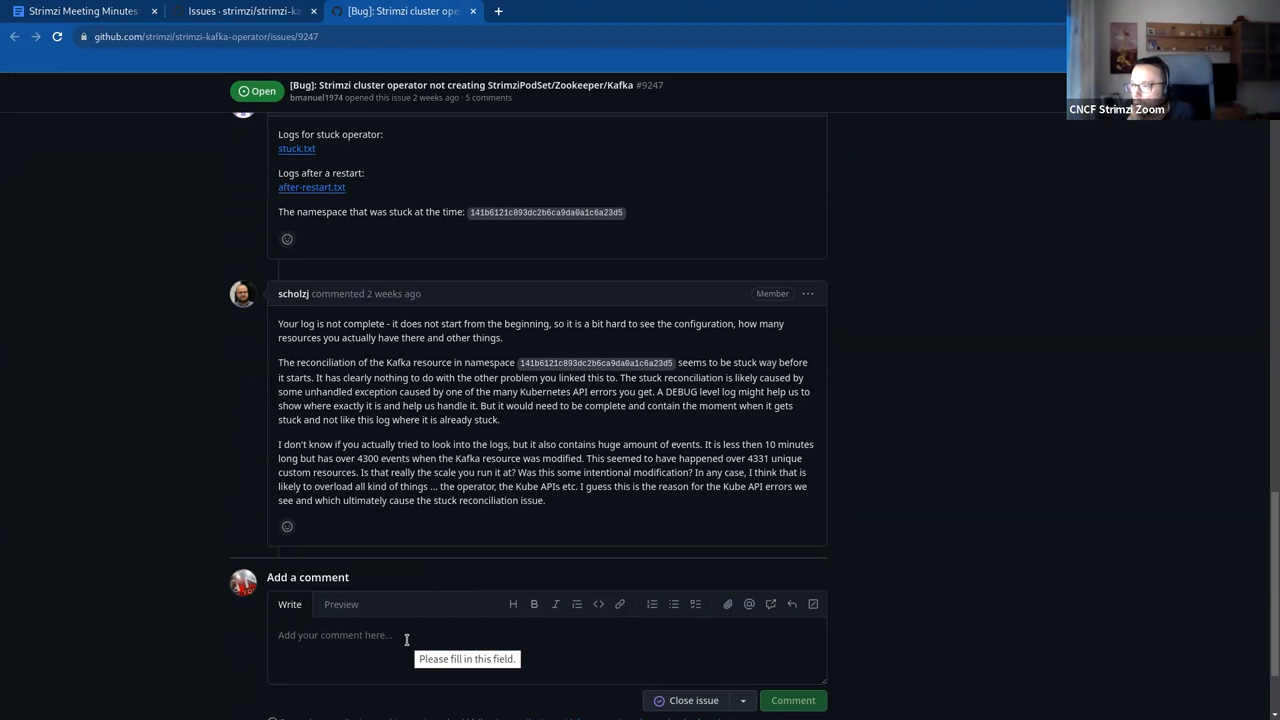 Strimzi Meeting Minutes
Issues · strimzi/strimzi-ka
[Bug]: Strimzi cluster ope
github.com/strimzi/strimzi-kafka-operator/issues/9247
CNCF Strimzi Zoom
Open
[Bug]: Strimzi cluster operator not creating StrimziPodSet/Zookeeper/Kafka #9247
bmanuel1974 opened this issue 2 weeks ago · 5 comments
Logs for stuck operator:
stuck.txt
Logs after a restart:
after-restart.txt
The namespace that was stuck at the time: 141b6121c893dc2b6ca9da0a1c6a23d5
scholzj commented 2 weeks ago
Member
Your log is not complete - it does not start from the beginning, so it is a bit hard to see the configuration, how many
resources you actually have there and other things.
The reconciliation of the Kafka resource in namespace 141b6121c893dc2b6ca9da0a1c6a23d5 seems to be stuck way before
it starts. It has clearly nothing to do with the other problem you linked this to. The stuck reconciliation is likely caused by
some unhandled exception caused by one of the many Kubernetes API errors you get. A DEBUG level log might help us to
show where exactly it is and help us handle it. But it would need to be complete and contain the moment when it gets
stuck and not like this log where it is already stuck.
I don't know if you actually tried to look into the logs, but it also contains huge amount of events. It is less then 10 minutes
long but has over 4300 events when the Kafka resource was modified. This seemed to have happened over 4331 unique
custom resources. Is that really the scale you run it at? Was this some intentional modification? In any case, I think that is
likely to overload all kind of things ... the operator, the Kube APIs etc. I guess this is the reason for the Kube API errors we
see and which ultimately cause the stuck reconciliation issue.
Add a comment
Write
Preview
Add your comment here...
Please fill in this field.
Close issue
Comment